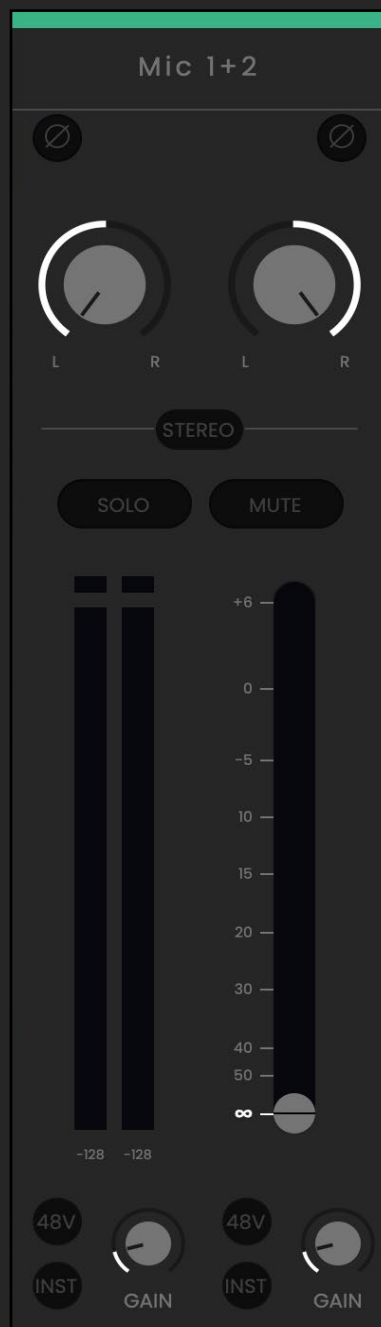 Mic 1+2
Ø Ø
L R L R
STEREO
SOLO MUTE
+6
0
-5
10
15
20
30
40
50
∞
-128 -128
48V 48V
INST INST
GAIN GAIN